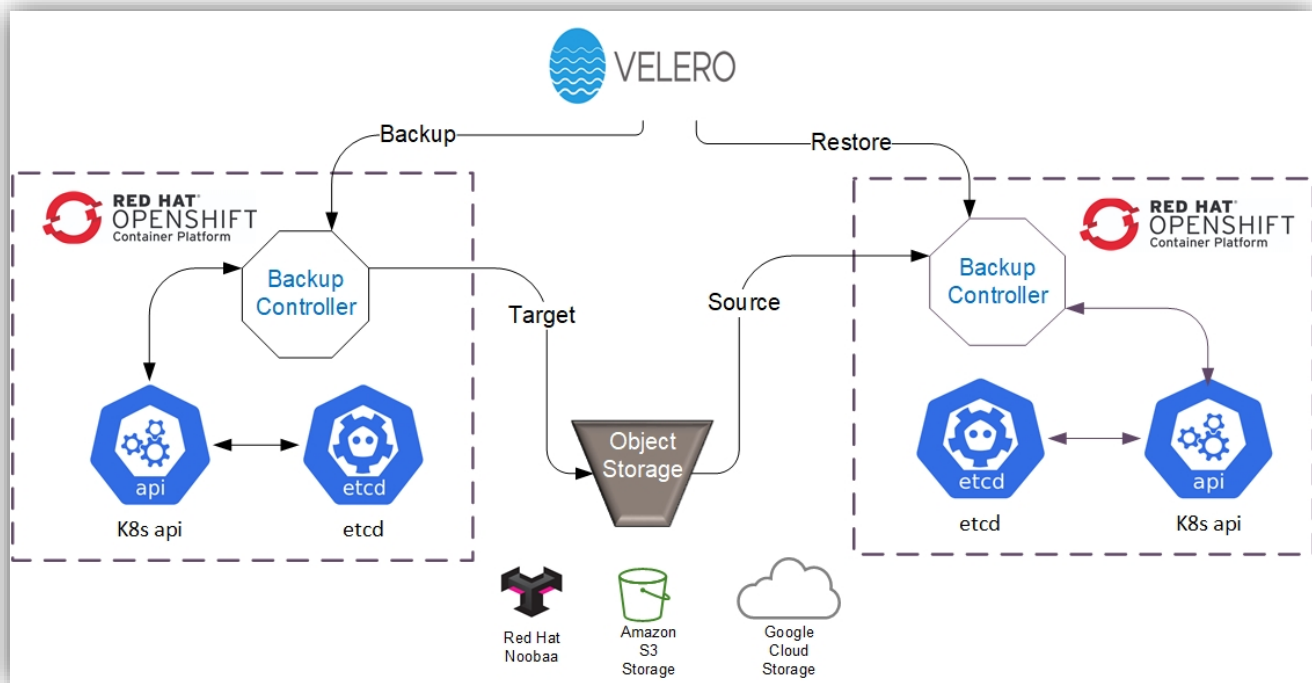 VELERO
Backup
Restore
RED HAT®
OPENSHIFT
Container Platform
RED HAT®
OPENSHIFT
Container Platform
Backup
Controller
Backup
Controller
Target
Source
Object
Storage
api
etcd
etcd
api
K8s api
etcd
etcd
K8s api
Red Hat
Noobaa
Amazon
S3
Storage
Google
Cloud
Storage